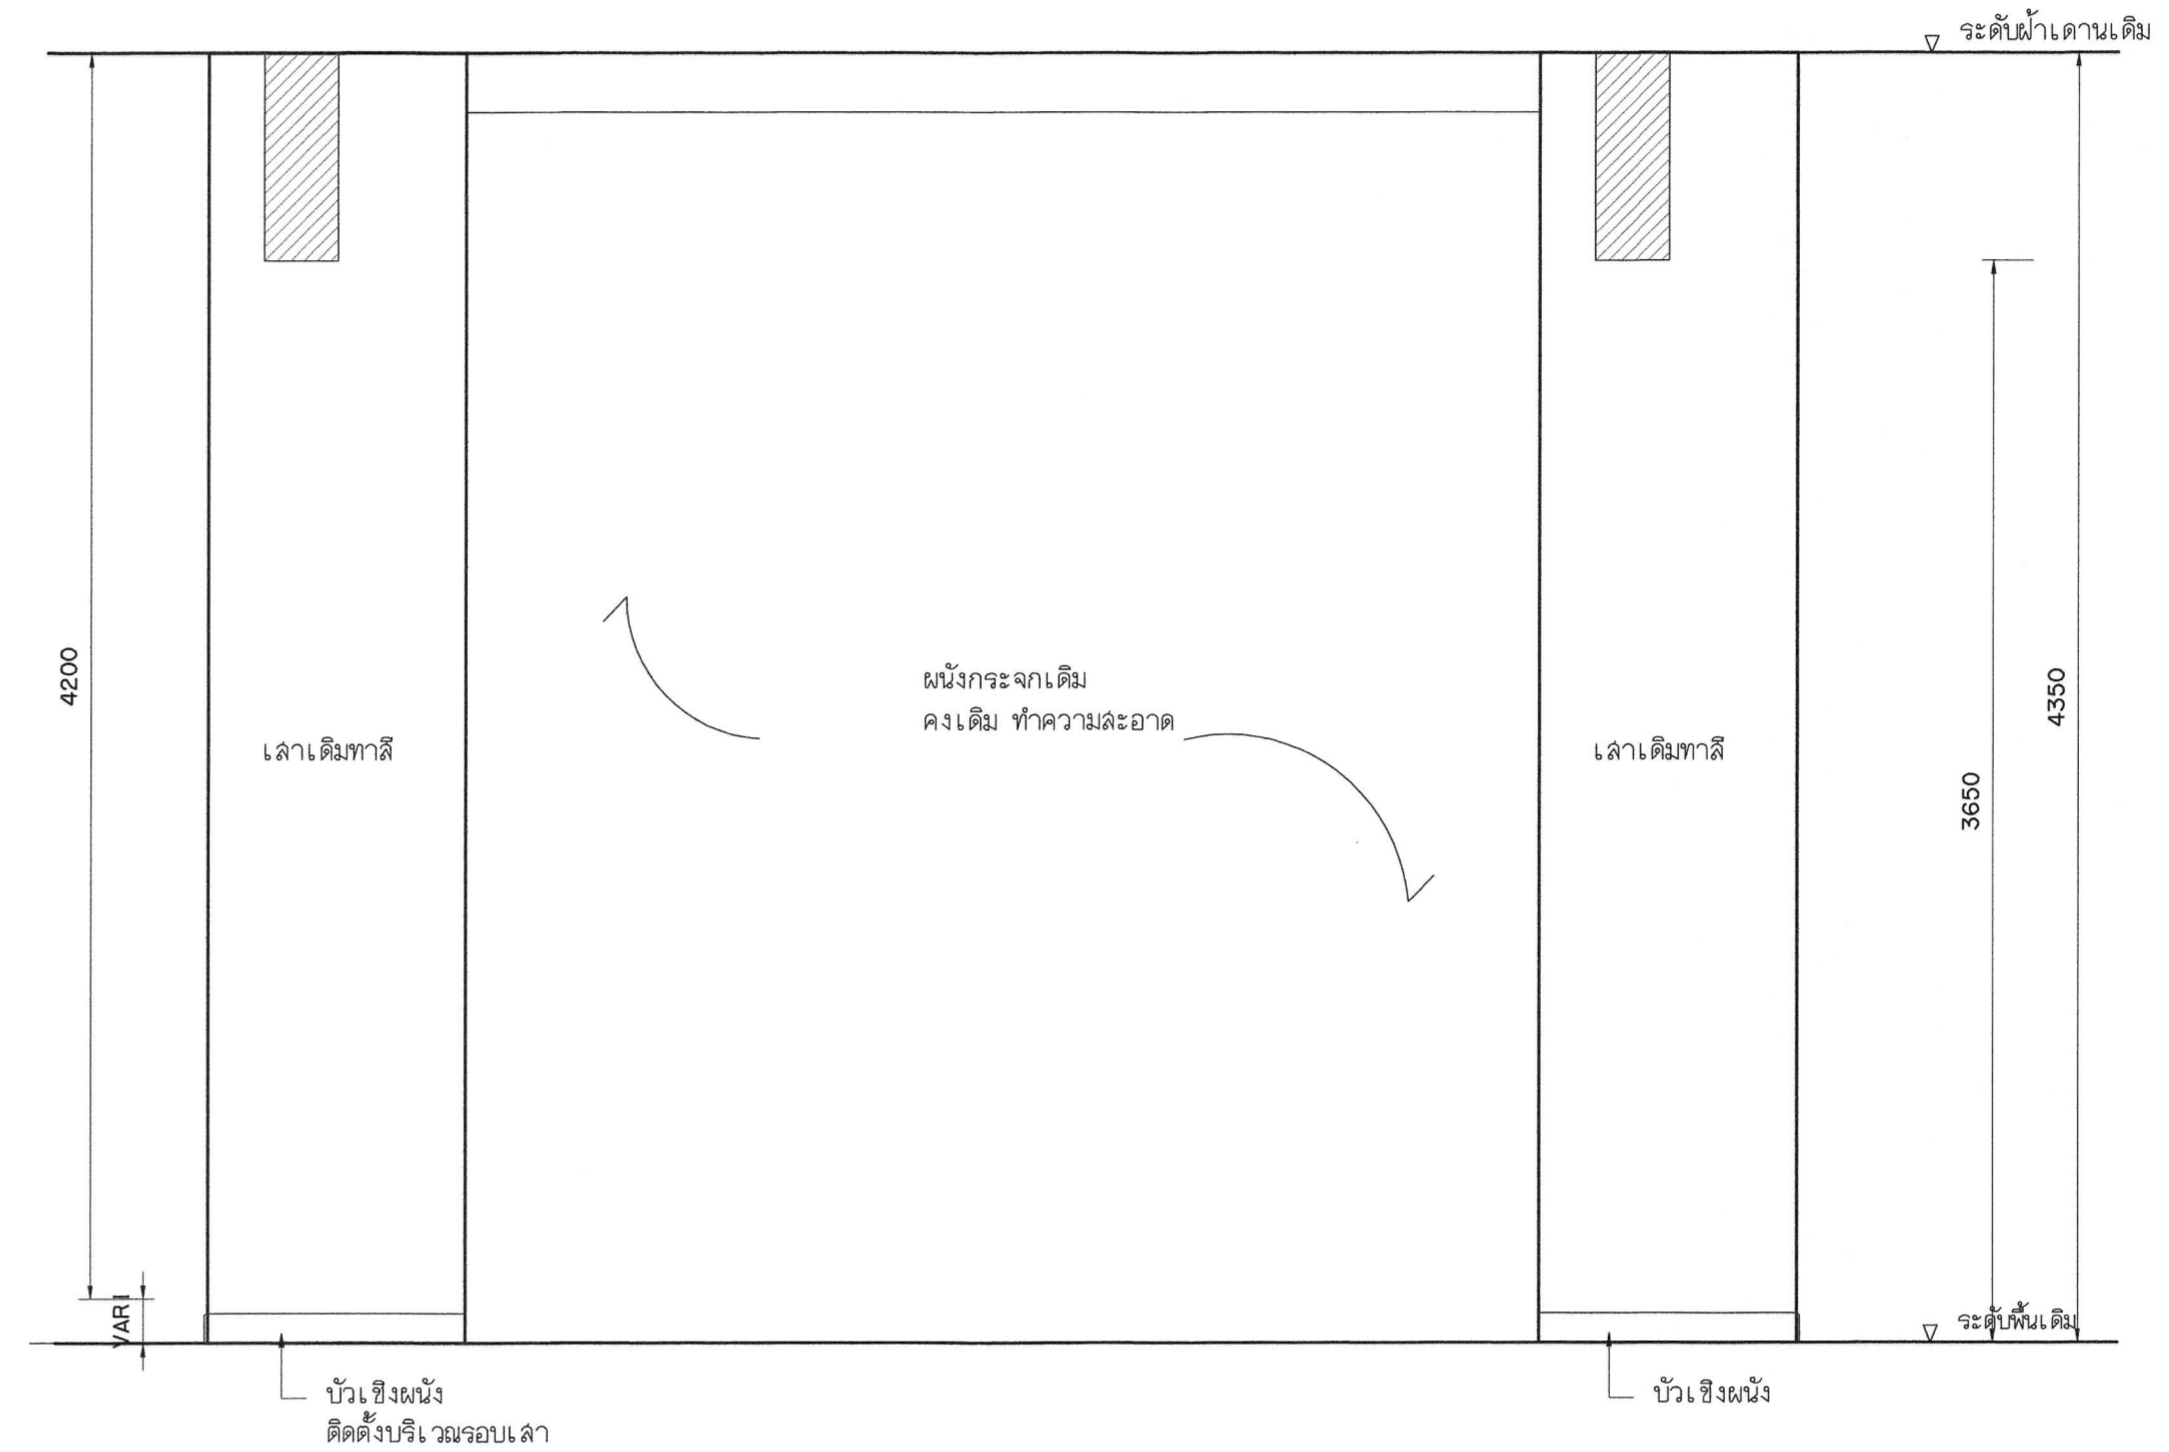 ระดับฝ้าเดานเดิม
4200
ผนังกระจกเดิม
คงเดิม ทำความสะอาด
เสาเดิมทาสี
เสาเดิมทาสี
4350
3650
VARI
ระดับพื้นเดิม
บัวเชิงผนัง
ติดตั้งบริเวณรอบเสา
บัวเชิงผนัง